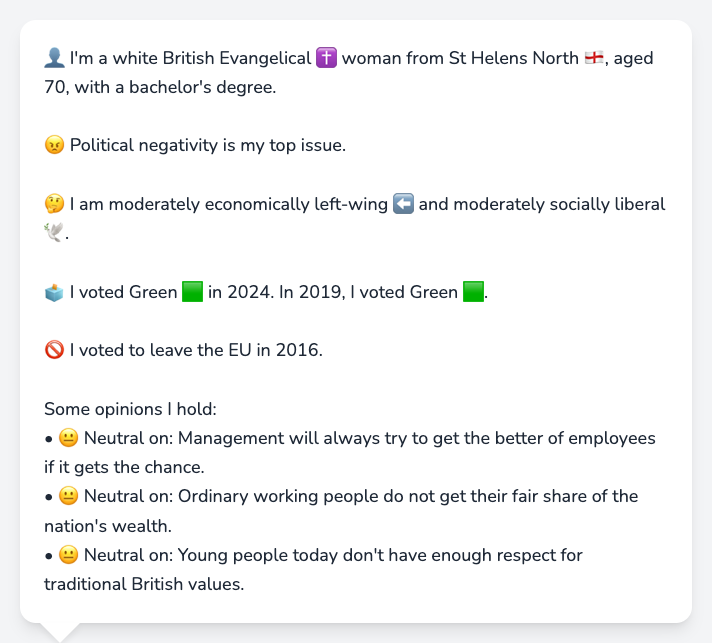 👤 I'm a white British Evangelical ✝️ woman from St Helens North 🏴󠁧󠁢󠁥󠁮󠁧󠁿, aged
70, with a bachelor's degree.
😠 Political negativity is my top issue.
🤔 I am moderately economically left-wing ⬅️ and moderately socially liberal
🕊️.
🗳️ I voted Green 🟩 in 2024. In 2019, I voted Green 🟩.
🚫 I voted to leave the EU in 2016.
Some opinions I hold:
• 😐 Neutral on: Management will always try to get the better of employees
if it gets the chance.
• 😐 Neutral on: Ordinary working people do not get their fair share of the
nation's wealth.
• 😐 Neutral on: Young people today don't have enough respect for
traditional British values.